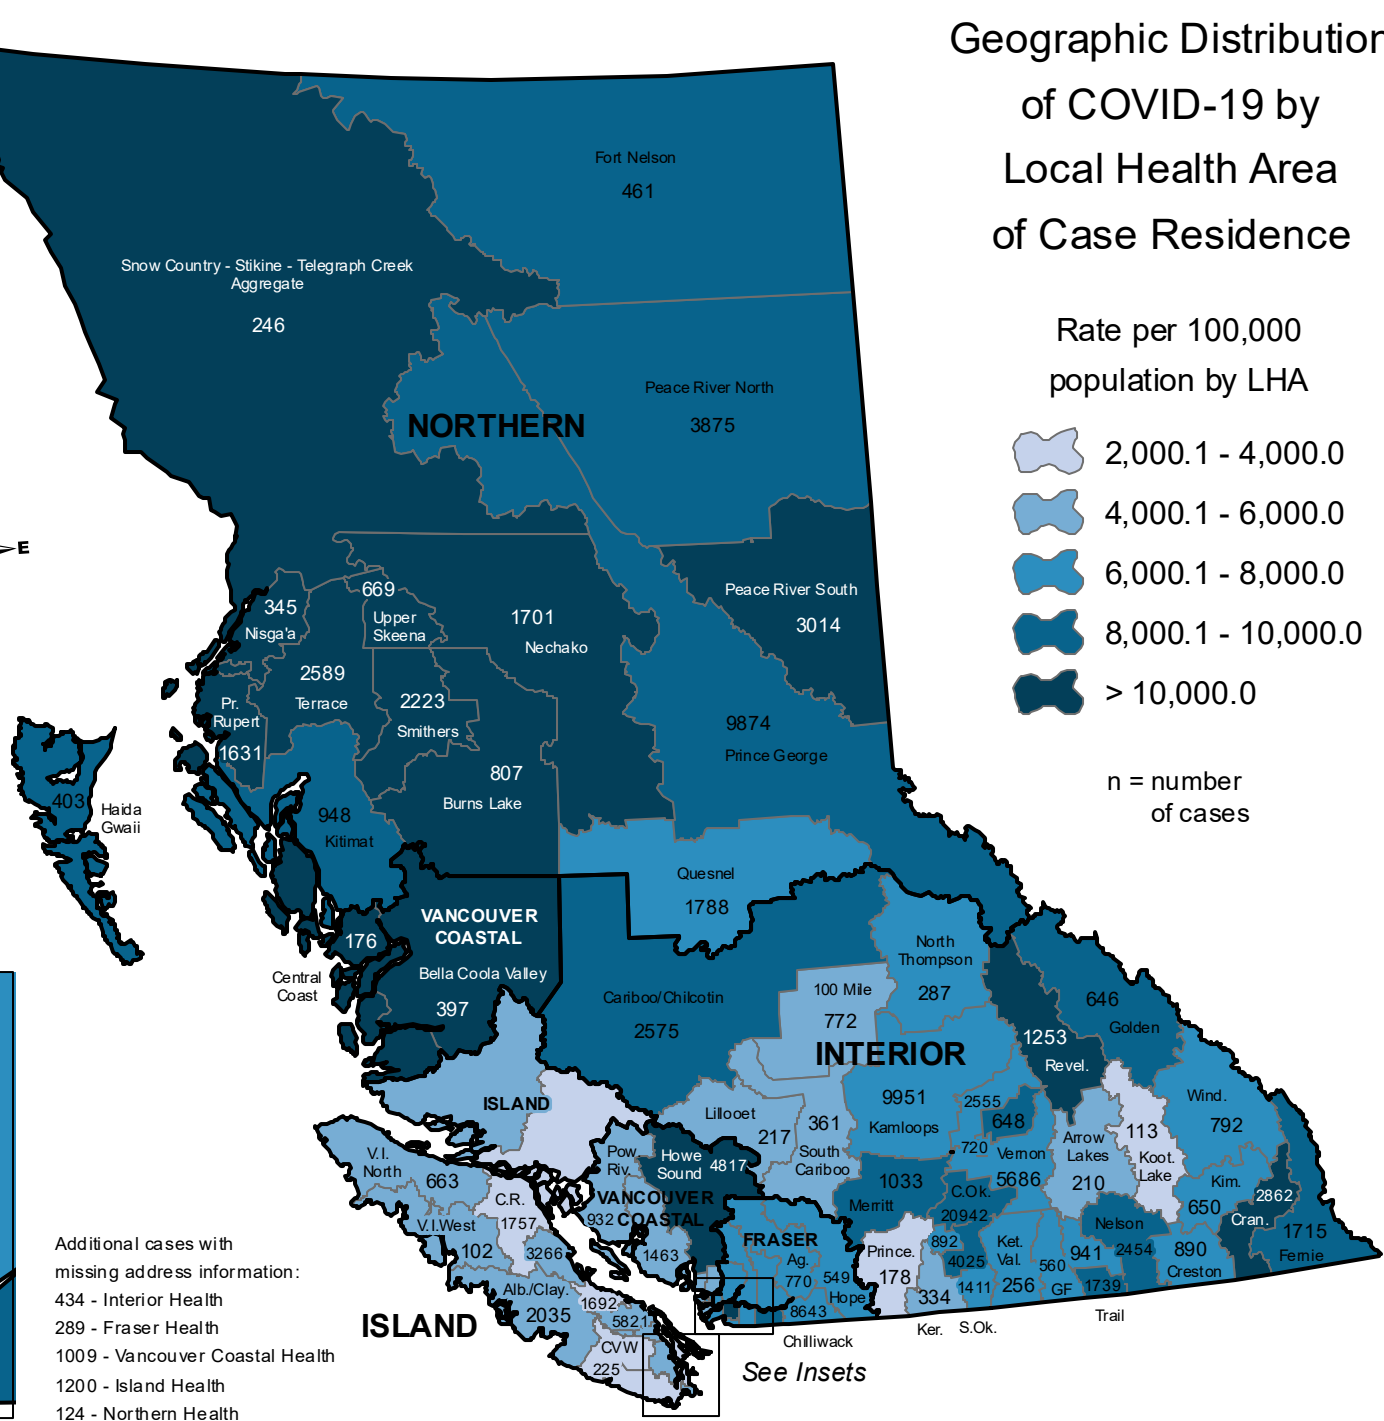 Geographic Distribution
of COVID-19 by
Local Health Area
of Case Residence
Rate per 100,000
population by LHA
2,000.1 - 4,000.0
4,000.1 - 6,000.0
6,000.1 - 8,000.0
8,000.1 - 10,000.0
> 10,000.0
n = number
of cases
Fort Nelson
461
Snow Country - Stikine - Telegraph Creek
Aggregate
246
Peace River North
3875
NORTHERN
E
Peace River South
3014
669
Upper
Skeena
345
Nisga'a
1701
Nechako
2589
Terrace
2223
Smithers
Pr.
Rupert
1631
9874
Prince George
807
Burns Lake
403
Haida
Gwaii
948
Kitimat
Quesnel
1788
VANCOUVER
COASTAL
176
Central
Coast
Bella Coola Valley
397
Cariboo/Chilcotin
2575
North
Thompson
287
100 Mile
772
646
Golden
1253
Revel.
INTERIOR
ISLAND
9951
Kamloops
2555
648
Wind.
792
Lillooet
217
361
South
Cariboo
720
Vernon
5686
Arrow
Lakes
210
113
Koot.
Lake
V.I.
North
663
Pow.
Riv.
Howe
Sound
4817
VANCOUVER
COASTAL
932
1463
1033
Merritt
C.Ok.
20942
Kim.
650
2862
Cran.
1715
Fernie
C.R.
1757
V.I.West
102
3266
FRASER
Ag.
770
549
Hope
8643
Chilliwack
Prince.
178
892
4025
1411
334
Ker.
S.Ok.
Ket.
Val.
256
560
GF
941
Nelson
2454
1739
Trail
890
Creston
Alb./Clay.
2035
1692
5821
CVW
225
ISLAND
See Insets
Additional cases with
missing address information:
434 - Interior Health
289 - Fraser Health
1009 - Vancouver Coastal Health
1200 - Island Health
124 - Northern Health